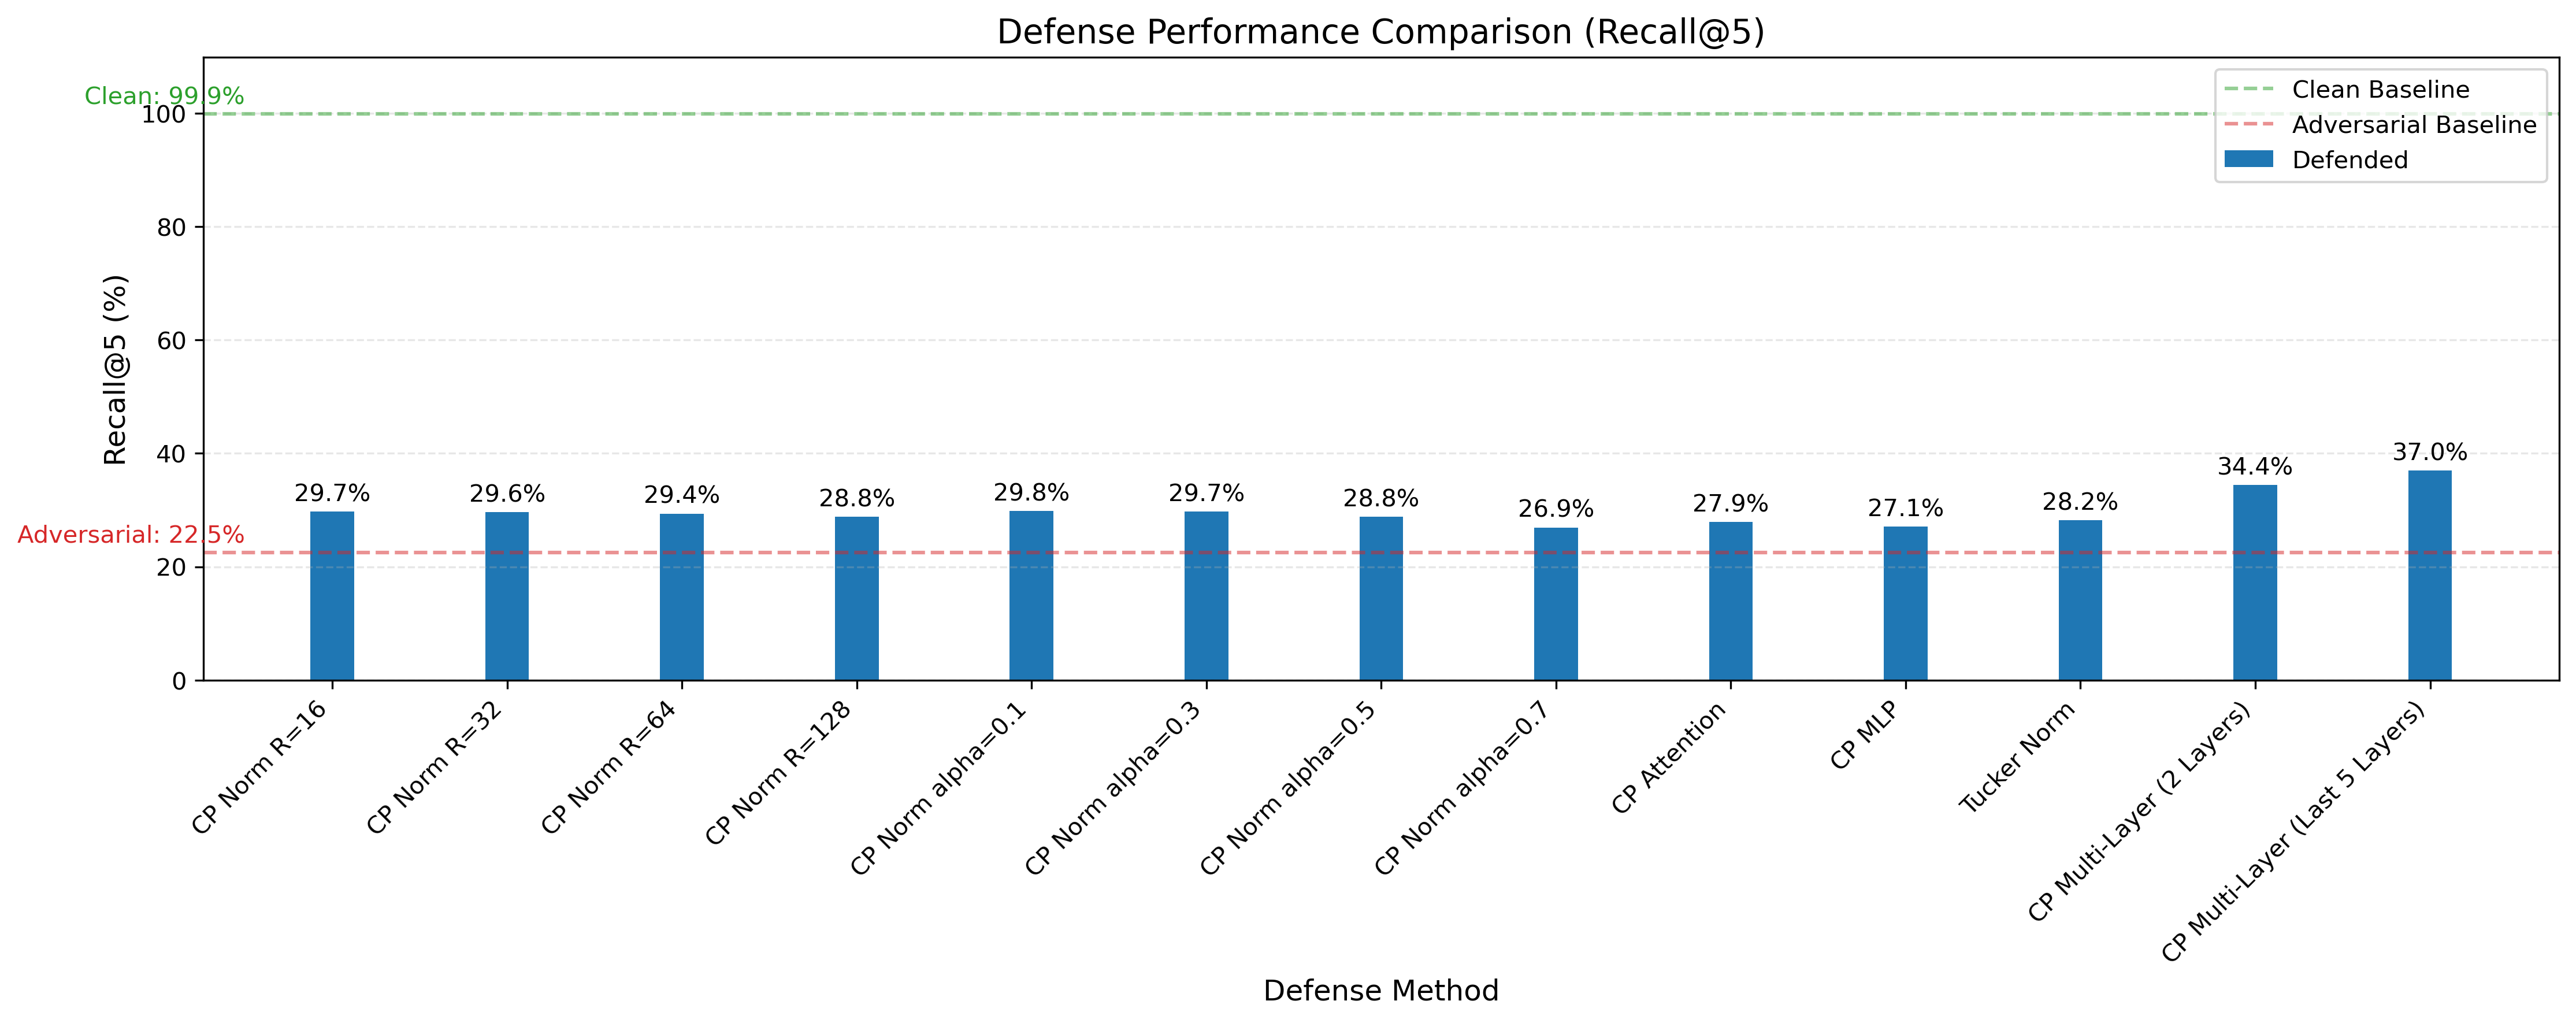 Defense Performance Comparison (Recall@5)
Clean: 99.9%
Clean Baseline
Adversarial Baseline
Defended
Recall@5 (%)
100
80
60
40
20
0
Adversarial: 22.5%
29.7%
29.6%
29.4%
28.8%
29.8%
29.7%
28.8%
26.9%
27.9%
27.1%
28.2%
34.4%
37.0%
CP Norm R=16
CP Norm R=32
CP Norm R=64
CP Norm R=128
CP Norm alpha=0.1
CP Norm alpha=0.3
CP Norm alpha=0.5
CP Norm alpha=0.7
CP Attention
CP MLP
Tucker Norm
CP Multi-Layer (2 Layers)
CP Multi-Layer (Last 5 Layers)
Defense Method